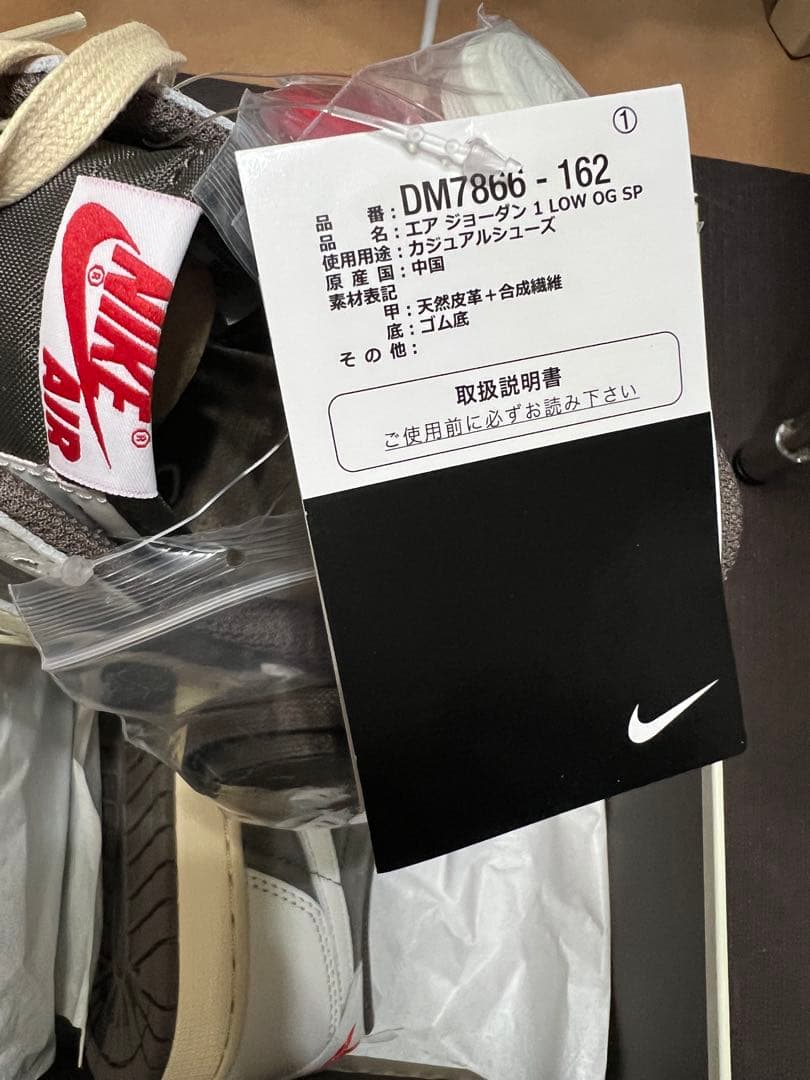 ①
品番：DM7866 - 162
品名：エア ジョーダン 1 LOW OG SP
使用用途：カジュアルシューズ
原産国：中国
素材表記
甲：天然皮革＋合成繊維
底：ゴム底
その他：
取扱説明書
ご使用前に必ずお読み下さい
NIKE®
AIR®